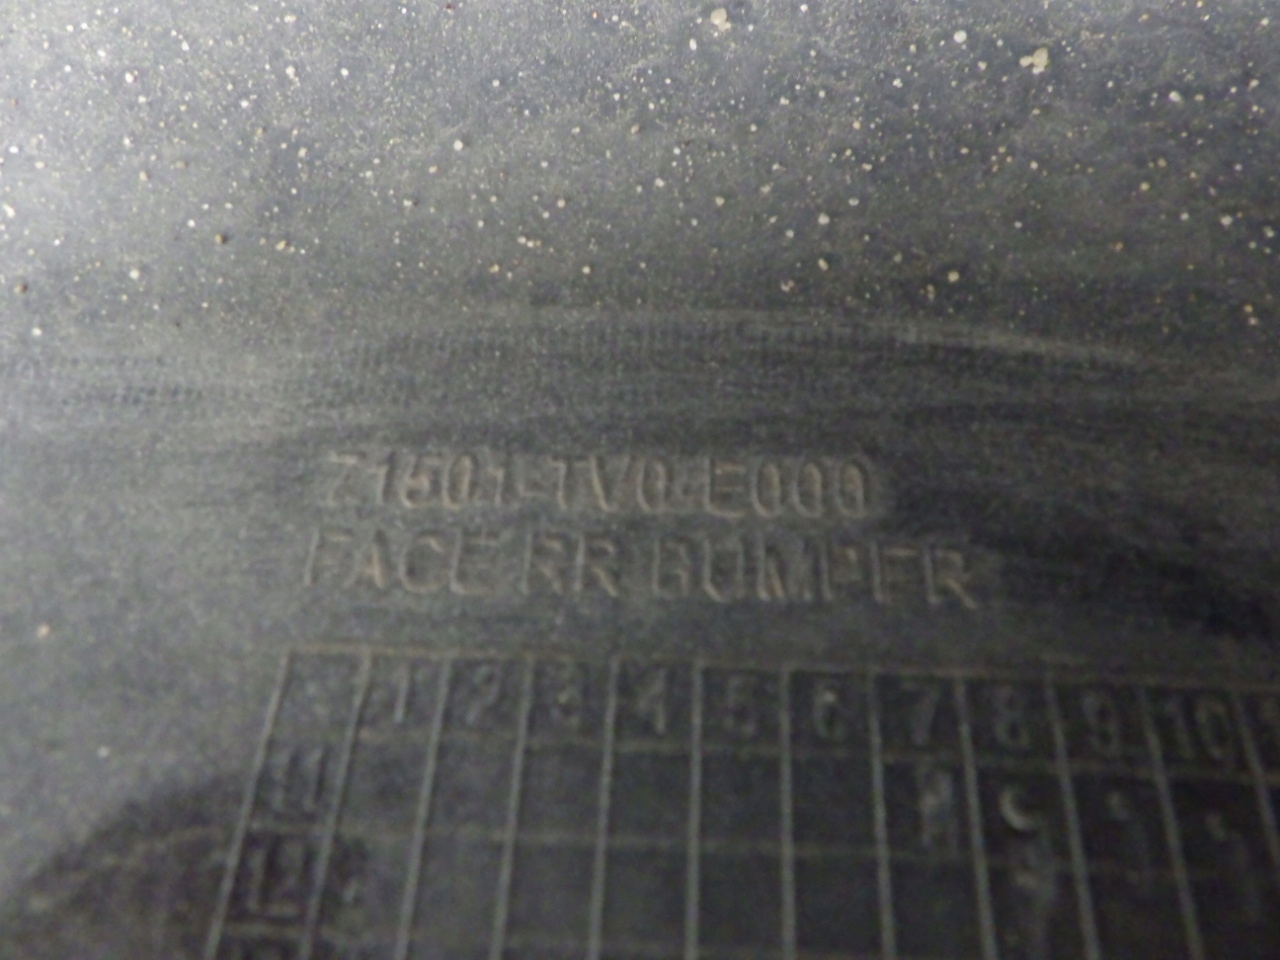 71501-TV0-E000
FACE RR BUMPER
1 2 3 4 5 6 7 8 9 10
11
12